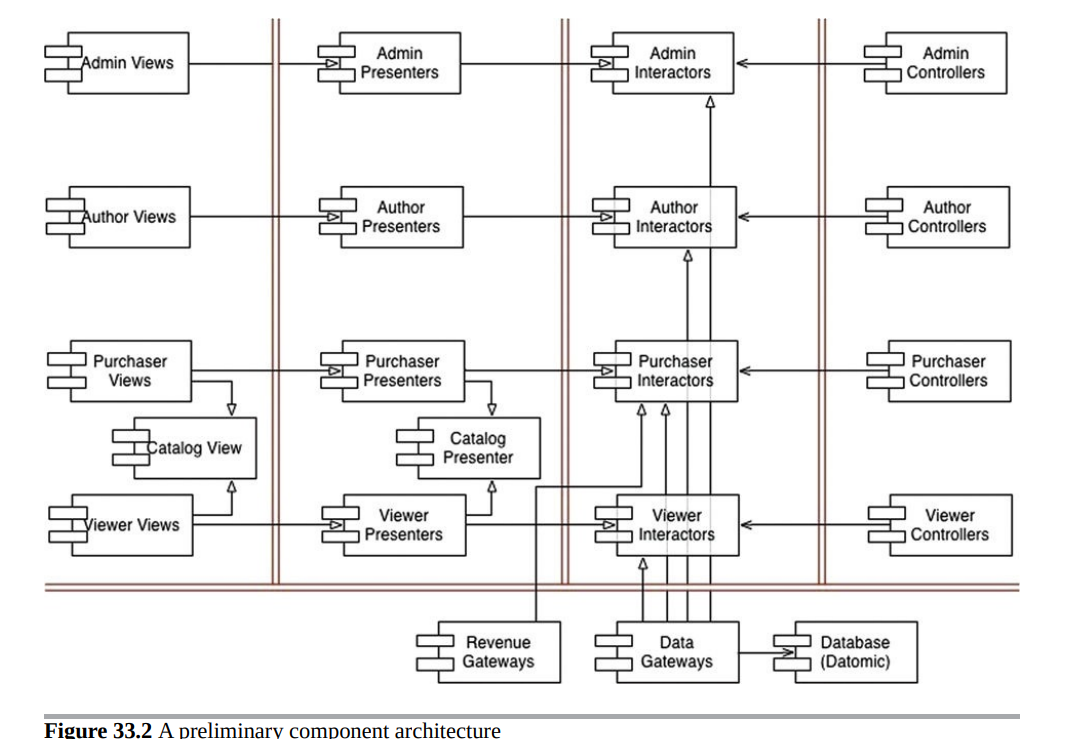 Admin Views
Admin
Presenters
Admin
Interactors
Admin
Controllers
Author Views
Author
Presenters
Author
Interactors
Author
Controllers
Purchaser
Views
Purchaser
Presenters
Purchaser
Interactors
Purchaser
Controllers
Catalog View
Catalog
Presenter
Viewer Views
Viewer
Presenters
Viewer
Interactors
Viewer
Controllers
Revenue
Gateways
Data
Gateways
Database
(Datomic)
Figure 33.2 A preliminary component architecture